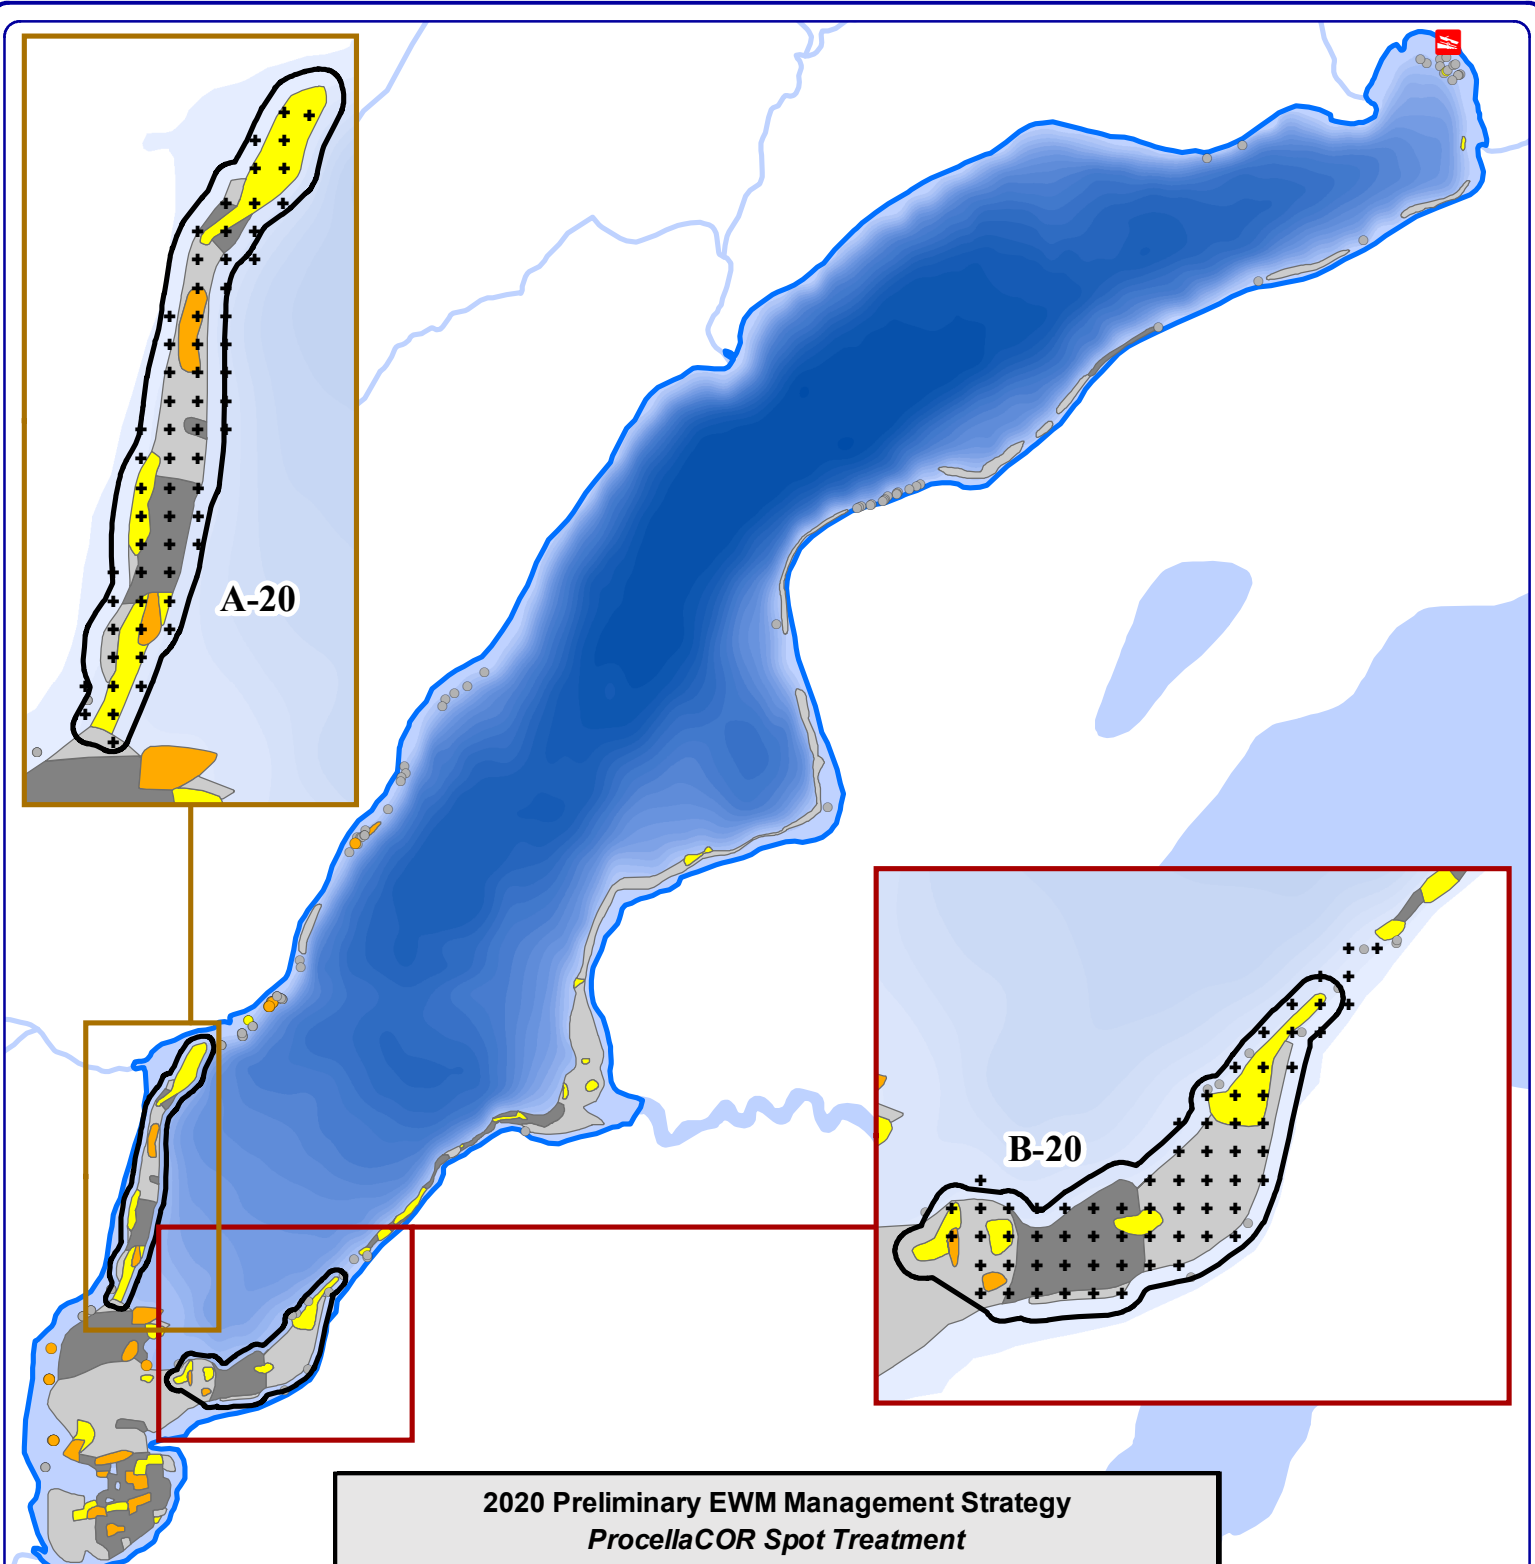 A-20
B-20
2020 Preliminary EWM Management Strategy
ProcellaCOR Spot Treatment